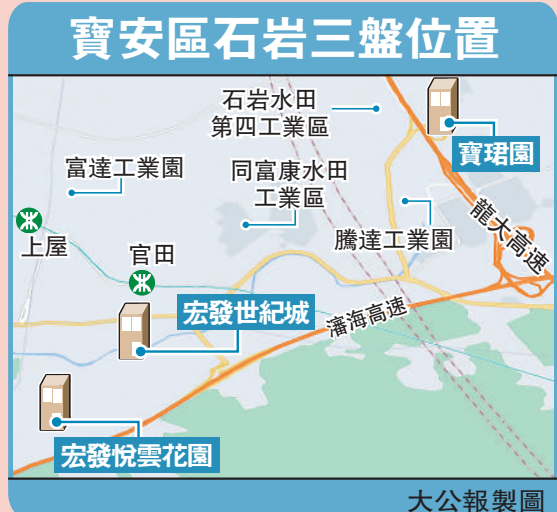 寶安區石岩三盤位置
石岩水田
第四工業區
寶珺園
富達工業園
同富康水田
工業區
騰達工業園
龍大高速
上屋
官田
宏發世紀城
瀋海高速
宏發悅雲花園
大公報製圖